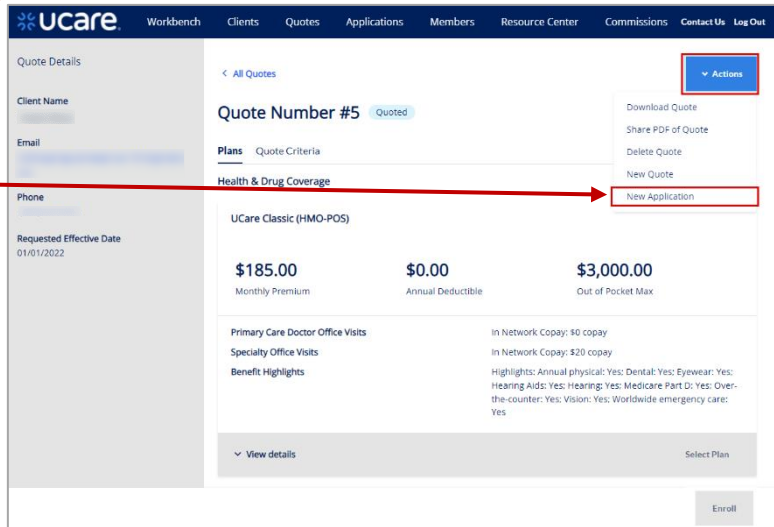 ucare. Workbench Clients Quotes Applications Members Resource Center Commissions Contact Us Log Out
Quote Details
Client Name
Email
Phone
Requested Effective Date
01/01/2022
< All Quotes
Actions
Quote Number #5 Quoted
Download Quote
Share PDF of Quote
Delete Quote
New Quote
New Application
Plans Quote Criteria
Health & Drug Coverage
UCare Classic (HMO-POS)
$185.00 $0.00 $3,000.00
Monthly Premium Annual Deductible Out of Pocket Max
Primary Care Doctor Office Visits In Network Copay: $0 copay
Specialty Office Visits In Network Copay: $20 copay
Benefit Highlights Highlights: Annual physical: Yes; Dental: Yes; Eyewear: Yes;
Hearing Aids: Yes; Hearing: Yes; Medicare Part D: Yes; Over-
the-counter: Yes; Vision: Yes; Worldwide emergency care:
Yes
View details Select Plan
Enroll